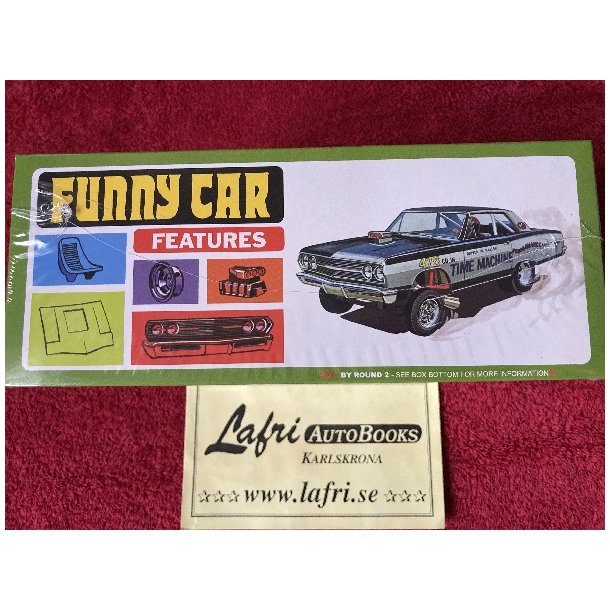 FUNNY CAR
FEATURES
TIME MACHINE
BY ROUND 2 - SEE BOX BOTTOM FOR MORE INFORMATION
Lafri AUTOBOOKS
KARLSKRONA
www.lafri.se